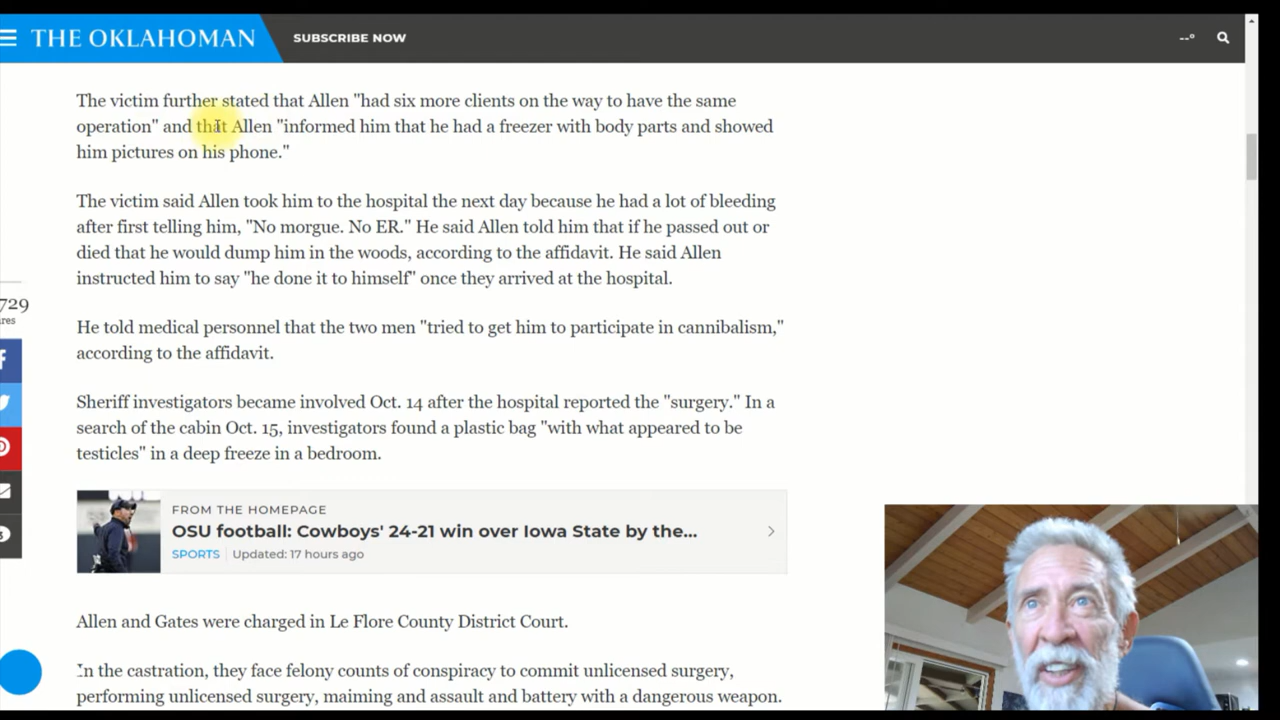 THE OKLAHOMAN
SUBSCRIBE NOW
--°
The victim further stated that Allen "had six more clients on the way to have the same
operation" and that Allen "informed him that he had a freezer with body parts and showed
him pictures on his phone."
The victim said Allen took him to the hospital the next day because he had a lot of bleeding
after first telling him, "No morgue. No ER." He said Allen told him that if he passed out or
died that he would dump him in the woods, according to the affidavit. He said Allen
instructed him to say "he done it to himself" once they arrived at the hospital.
729
res
He told medical personnel that the two men "tried to get him to participate in cannibalism,"
according to the affidavit.
Sheriff investigators became involved Oct. 14 after the hospital reported the "surgery." In a
search of the cabin Oct. 15, investigators found a plastic bag "with what appeared to be
testicles" in a deep freeze in a bedroom.
FROM THE HOMEPAGE
OSU football: Cowboys' 24-21 win over Iowa State by the...
SPORTS Updated: 17 hours ago
Allen and Gates were charged in Le Flore County District Court.
In the castration, they face felony counts of conspiracy to commit unlicensed surgery,
performing unlicensed surgery, maiming and assault and battery with a dangerous weapon.